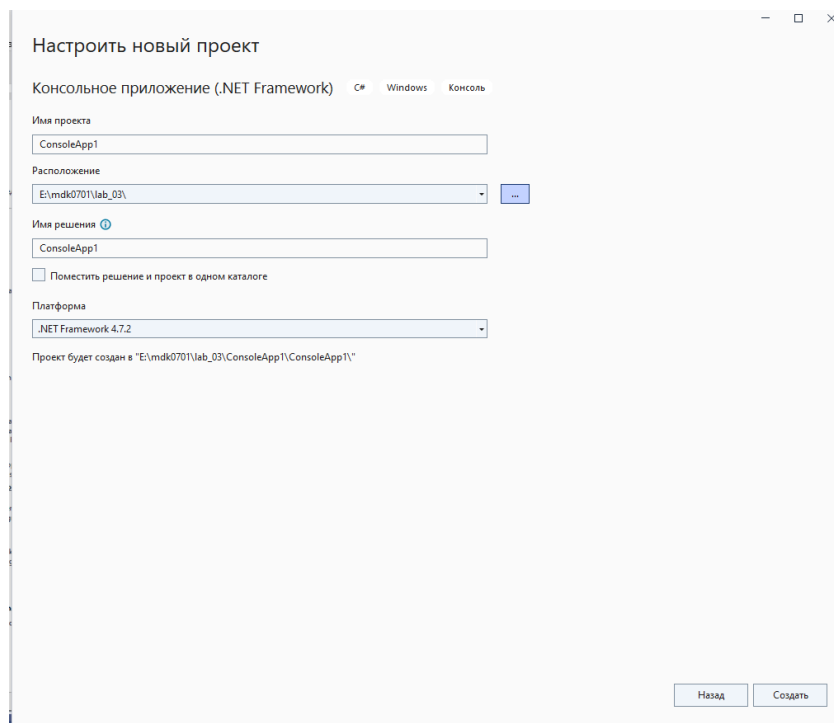 Настроить новый проект
Консольное приложение (.NET Framework) C# Windows Консоль
Имя проекта
ConsoleApp1
Расположение
E:\mdk0701\lab_03\
...
Имя решения
ConsoleApp1
Поместить решение и проект в одном каталоге
Платформа
.NET Framework 4.7.2
Проект будет создан в "E:\mdk0701\lab_03\ConsoleApp1\ConsoleApp1\"
Назад Создать